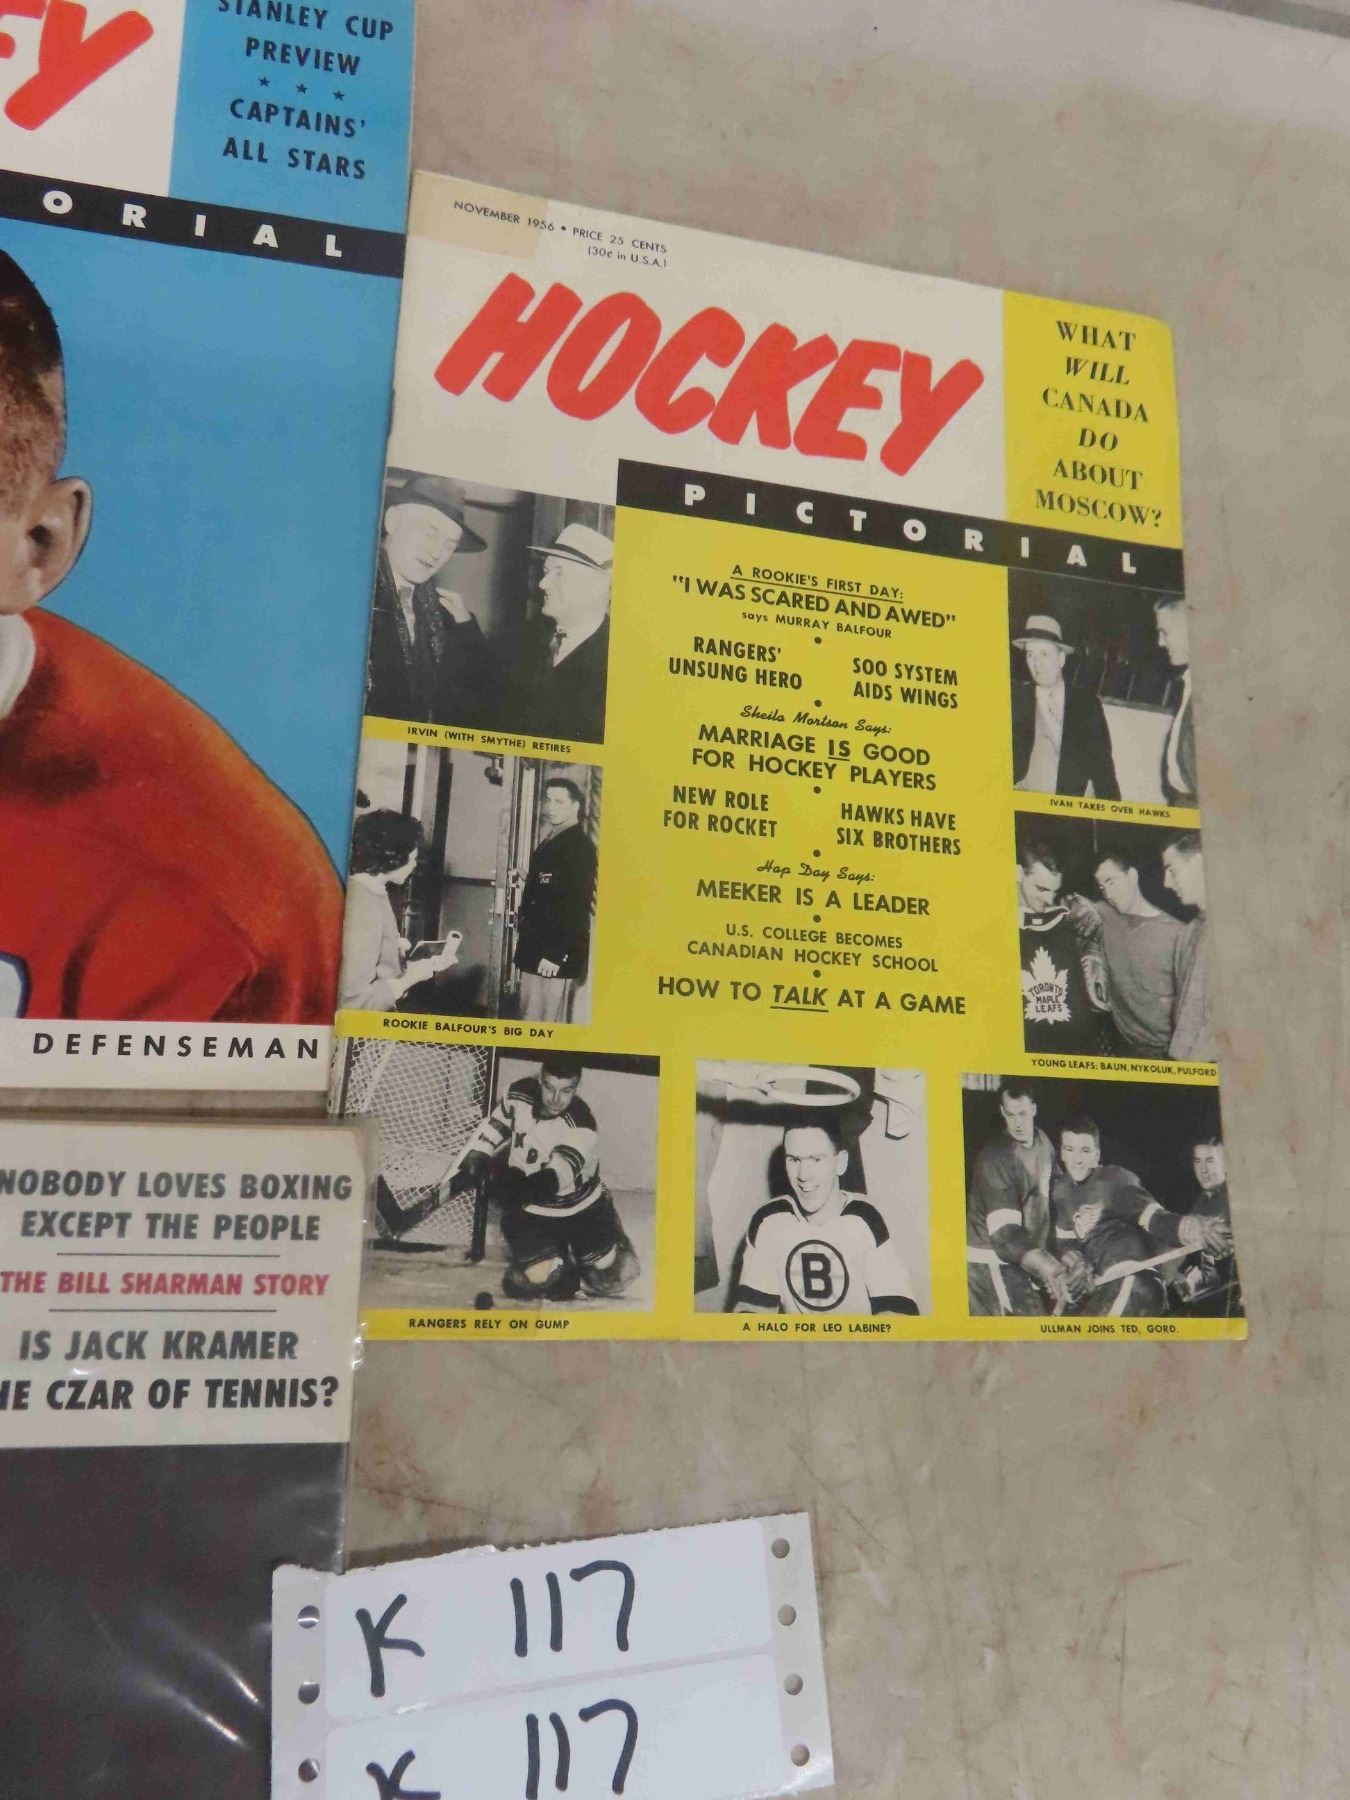 EY
STANLEY CUP
PREVIEW
★ ★ ★
CAPTAINS'
ALL STARS
ORIAL
DEFENSEMAN
NOVEMBER 1956 • PRICE 25 CENTS
(30¢ in U.S.A.)
HOCKEY
PICTORIAL
WHAT
WILL
CANADA
DO
ABOUT
MOSCOW?
A ROOKIE'S FIRST DAY:
"I WAS SCARED AND AWED"
says MURRAY BALFOUR
•
RANGERS'
UNSUNG HERO
SOO SYSTEM
AIDS WINGS
•
Sheila Mortson Says:
MARRIAGE IS GOOD
FOR HOCKEY PLAYERS
•
NEW ROLE
FOR ROCKET
HAWKS HAVE
SIX BROTHERS
•
Hap Day Says:
MEEKER IS A LEADER
•
U.S. COLLEGE BECOMES
CANADIAN HOCKEY SCHOOL
•
HOW TO TALK AT A GAME
IRVIN (WITH SMYTHE) RETIRES
IVAN TAKES OVER HAWKS
ROOKIE BALFOUR'S BIG DAY
TORONTO
MAPLE
LEAFS
YOUNG LEAFS: BAUN, NYKOLUK, PULFORD
B
RANGERS RELY ON GUMP
A HALO FOR LEO LABINE?
ULLMAN JOINS TED, GORD.
NOBODY LOVES BOXING
EXCEPT THE PEOPLE
THE BILL SHARMAN STORY
IS JACK KRAMER
HE CZAR OF TENNIS?
K 117
K 117